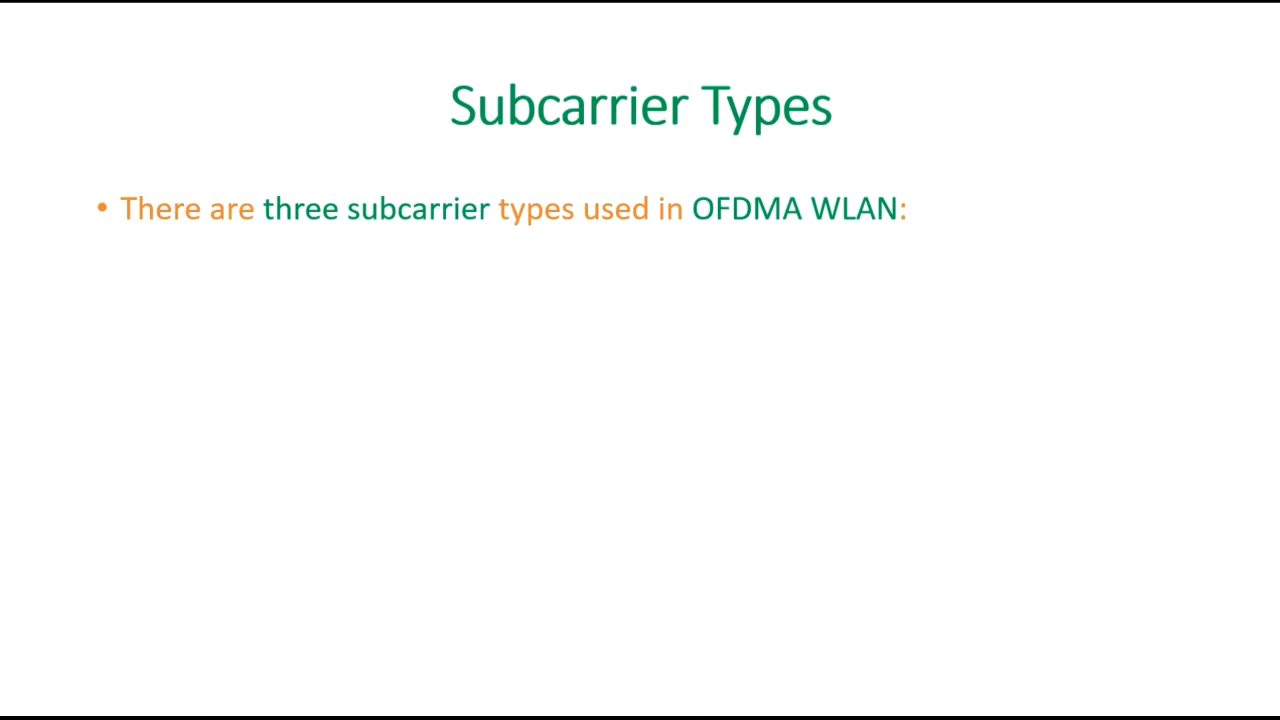 Subcarrier Types
• There are three subcarrier types used in OFDMA WLAN: